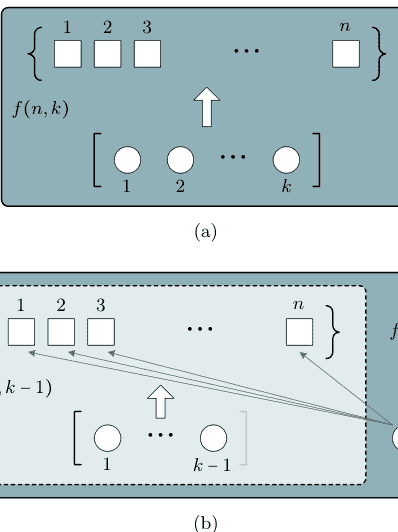 1 2 3 ··· n
f(n, k)
1 2 ··· k
(a)
1 2 3 ··· n
f
, k − 1)
1 ··· k − 1
(b)